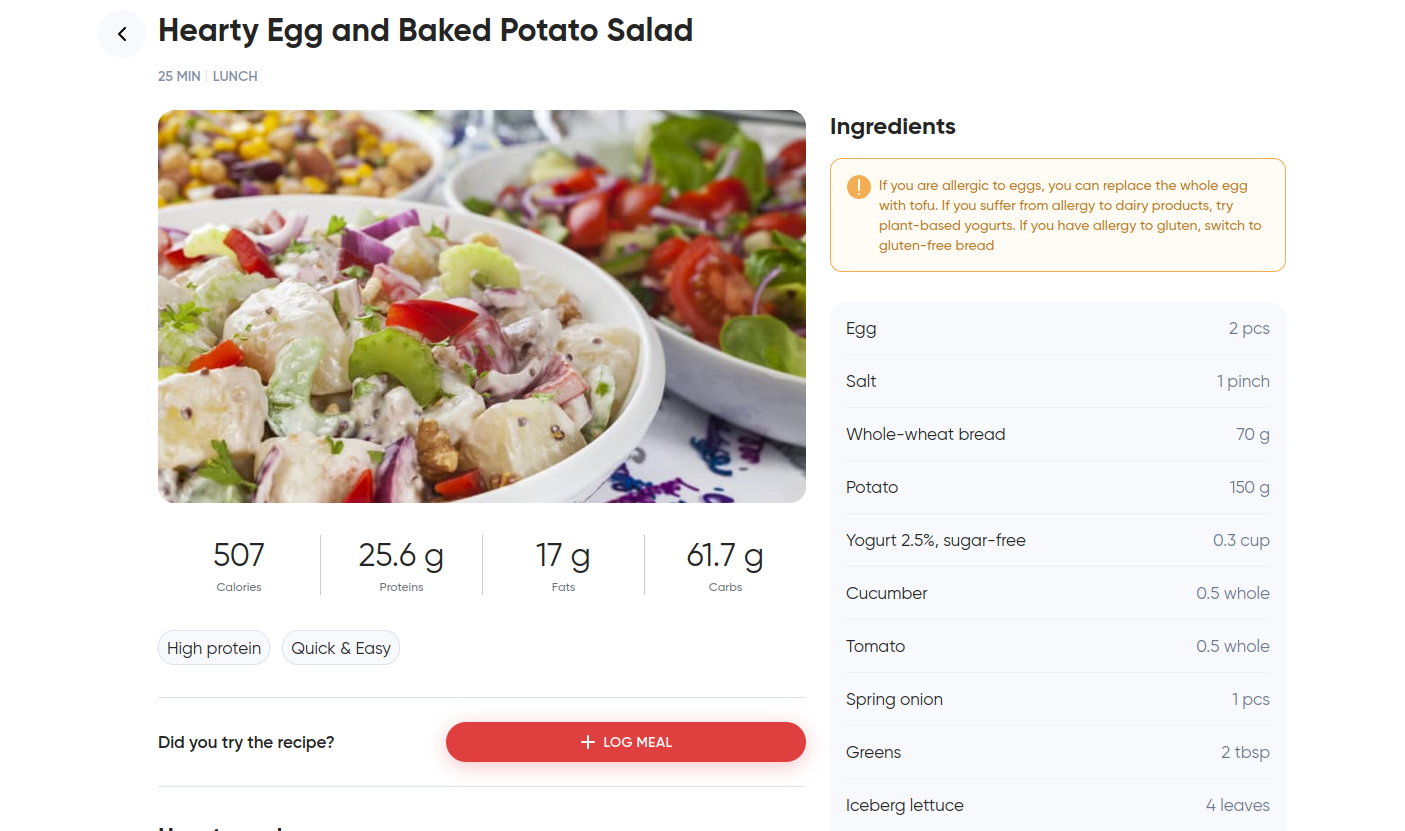 Hearty Egg and Baked Potato Salad
25 MIN | LUNCH
Ingredients
If you are allergic to eggs, you can replace the whole egg
with tofu. If you suffer from allergy to dairy products, try
plant-based yogurts. If you have allergy to gluten, switch to
gluten-free bread
Egg 2 pcs
Salt 1 pinch
Whole-wheat bread 70 g
Potato 150 g
Yogurt 2.5%, sugar-free 0.3 cup
Cucumber 0.5 whole
Tomato 0.5 whole
Spring onion 1 pcs
Greens 2 tbsp
Iceberg lettuce 4 leaves
507 25.6 g 17 g 61.7 g
Calories Proteins Fats Carbs
High protein Quick & Easy
Did you try the recipe? + LOG MEAL